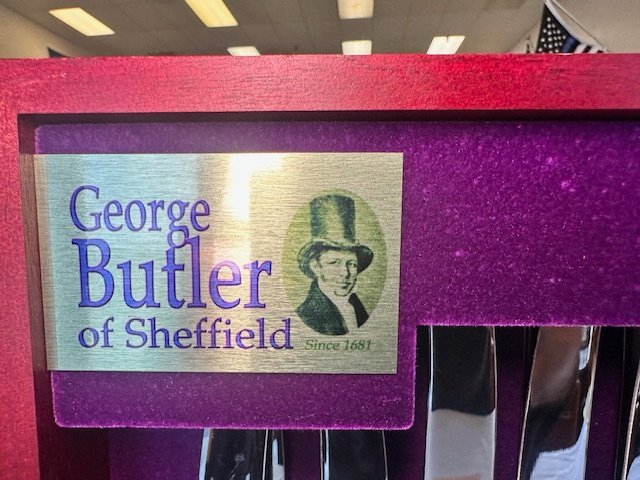 George
Butler
of Sheffield
Since 1681